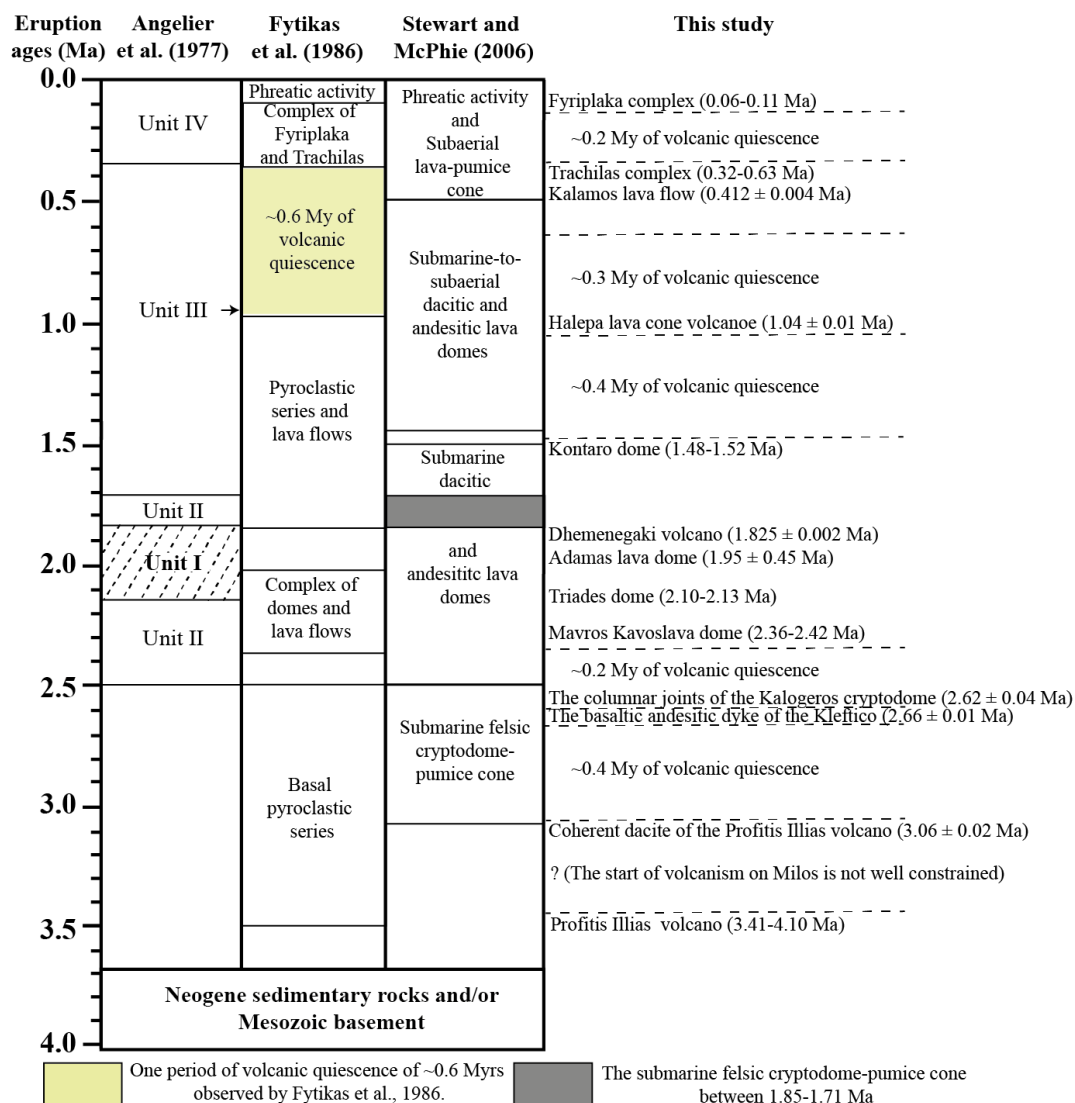 Eruption ages (Ma)
Angelier et al. (1977)
Fytikas et al. (1986)
Stewart and McPhie (2006)
This study
0.0
0.5
1.0
1.5
2.0
2.5
3.0
3.5
4.0
Unit IV
Unit III
Unit II
Unit I
Unit II
Phreatic activity
Complex of
Fyriplaka
and Trachilas
~0.6 My of
volcanic
quiescence
Pyroclastic
series and
lava flows
Complex of
domes and
lava flows
Basal
pyroclastic
series
Phreatic activity
and
Subaerial
lava-pumice
cone
Submarine-to-
subaerial
dacitic and
andesitic lava
domes
Submarine
dacitic
and
andesititc lava
domes
Submarine felsic
cryptodome-
pumice cone
Fyriplaka complex (0.06-0.11 Ma)
~0.2 My of volcanic quiescence
Trachilas complex (0.32-0.63 Ma)
Kalamos lava flow (0.412 ± 0.004 Ma)
~0.3 My of volcanic quiescence
Halepa lava cone volcanoe (1.04 ± 0.01 Ma)
~0.4 My of volcanic quiescence
Kontaro dome (1.48-1.52 Ma)
Dhemenegaki volcano (1.825 ± 0.002 Ma)
Adamas lava dome (1.95 ± 0.45 Ma)
Triades dome (2.10-2.13 Ma)
Mavros Kavoslava dome (2.36-2.42 Ma)
~0.2 My of volcanic quiescence
The columnar joints of the Kalogeros cryptodome (2.62 ± 0.04 Ma)
The basaltic andesitic dyke of the Kleftico (2.66 ± 0.01 Ma)
~0.4 My of volcanic quiescence
Coherent dacite of the Profitis Illias volcano (3.06 ± 0.02 Ma)
? (The start of volcanism on Milos is not well constrained)
Profitis Illias volcano (3.41-4.10 Ma)
Neogene sedimentary rocks and/or
Mesozoic basement
One period of volcanic quiescence of ~0.6 Myrs
observed by Fytikas et al., 1986.
The submarine felsic cryptodome-pumice cone
between 1.85-1.71 Ma